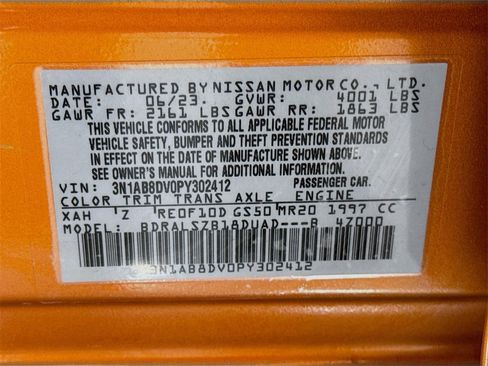 MANUFACTURED BY NISSAN MOTOR CO., LTD.
DATE: 06/23. GVWR: 4001 LBS
GAWR FR: 2161 LBS GAWR RR: 1863 LBS
THIS VEHICLE CONFORMS TO ALL APPLICABLE FEDERAL MOTOR
VEHICLE SAFETY, BUMPER AND THEFT PREVENTION STANDARDS
IN EFFECT ON THE DATE OF MANUFACTURE SHOWN ABOVE.
SEE OWNER'S MANUAL FOR ADDITIONAL INFORMATION.
VIN: 3N1AB8DV0PY302412 PASSENGER CAR.
COLOR TRIM TRANS AXLE ENGINE
XAH Z RE0F10D GS50 MR20 1997 CC
MODEL: BDRALSZB18DUAD---B 4Z000
3N1AB8DV0PY302412